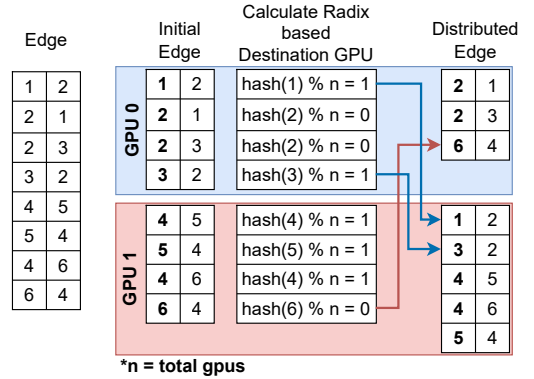 Edge
1 2
2 1
2 3
3 2
4 5
5 4
4 6
6 4
Initial
Edge
Calculate Radix
based
Destination GPU
Distributed
Edge
GPU 0
1 2
2 1
2 3
3 2
hash(1) % n = 1
hash(2) % n = 0
hash(2) % n = 0
hash(3) % n = 1
2 1
2 3
6 4
GPU 1
4 5
5 4
4 6
6 4
hash(4) % n = 1
hash(5) % n = 1
hash(4) % n = 1
hash(6) % n = 0
1 2
3 2
4 5
4 6
5 4
*n = total gpus